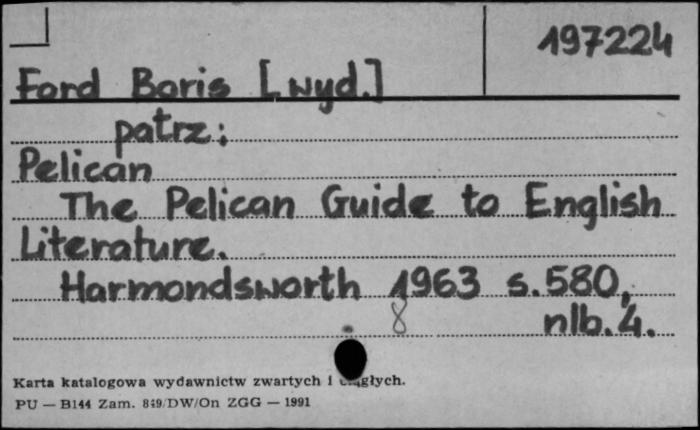 197224
Ford Boris [wyd.]
patrz:
Pelican
The Pelican Guide to English
Literature.
Harmondsworth 1963 s.580,
8 nlb.4.
Karta katalogowa wydawnictw zwartych i ciągłych.
PU — B144 Zam. 849/DW/On ZGG — 1991